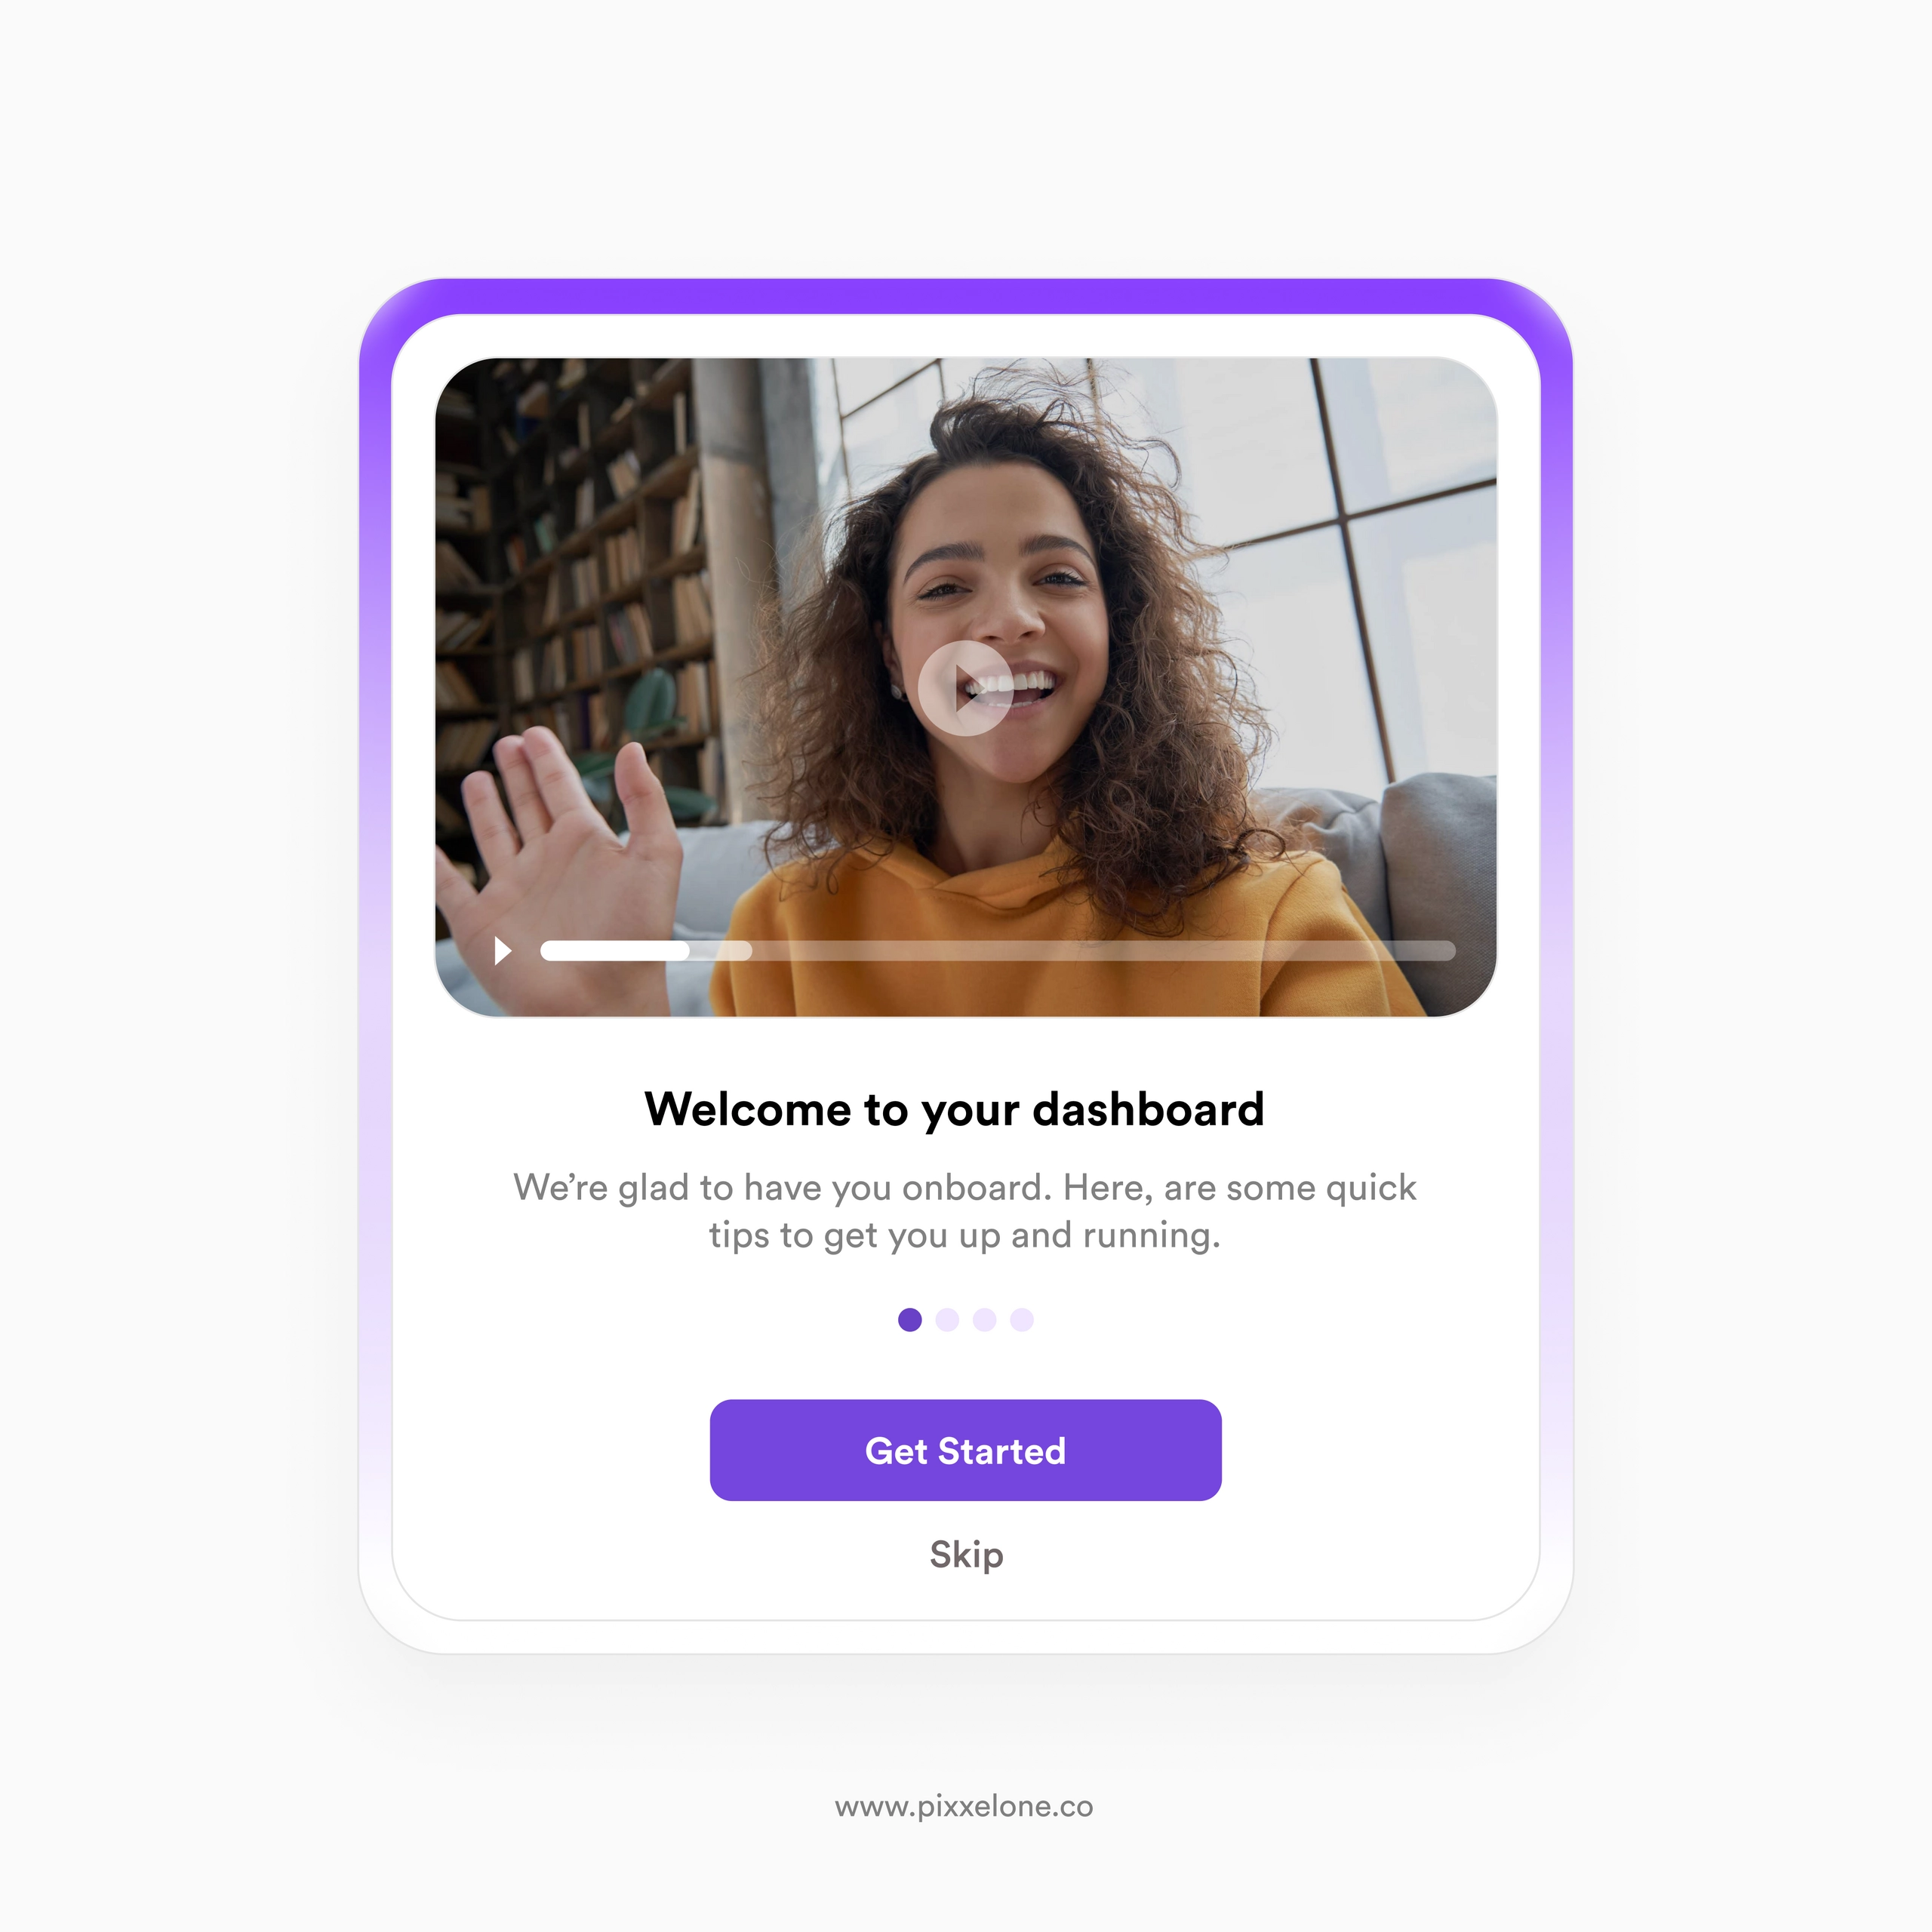 Welcome to your dashboard
We’re glad to have you onboard. Here, are some quick
tips to get you up and running.
Get Started
Skip
www.pixxelone.co